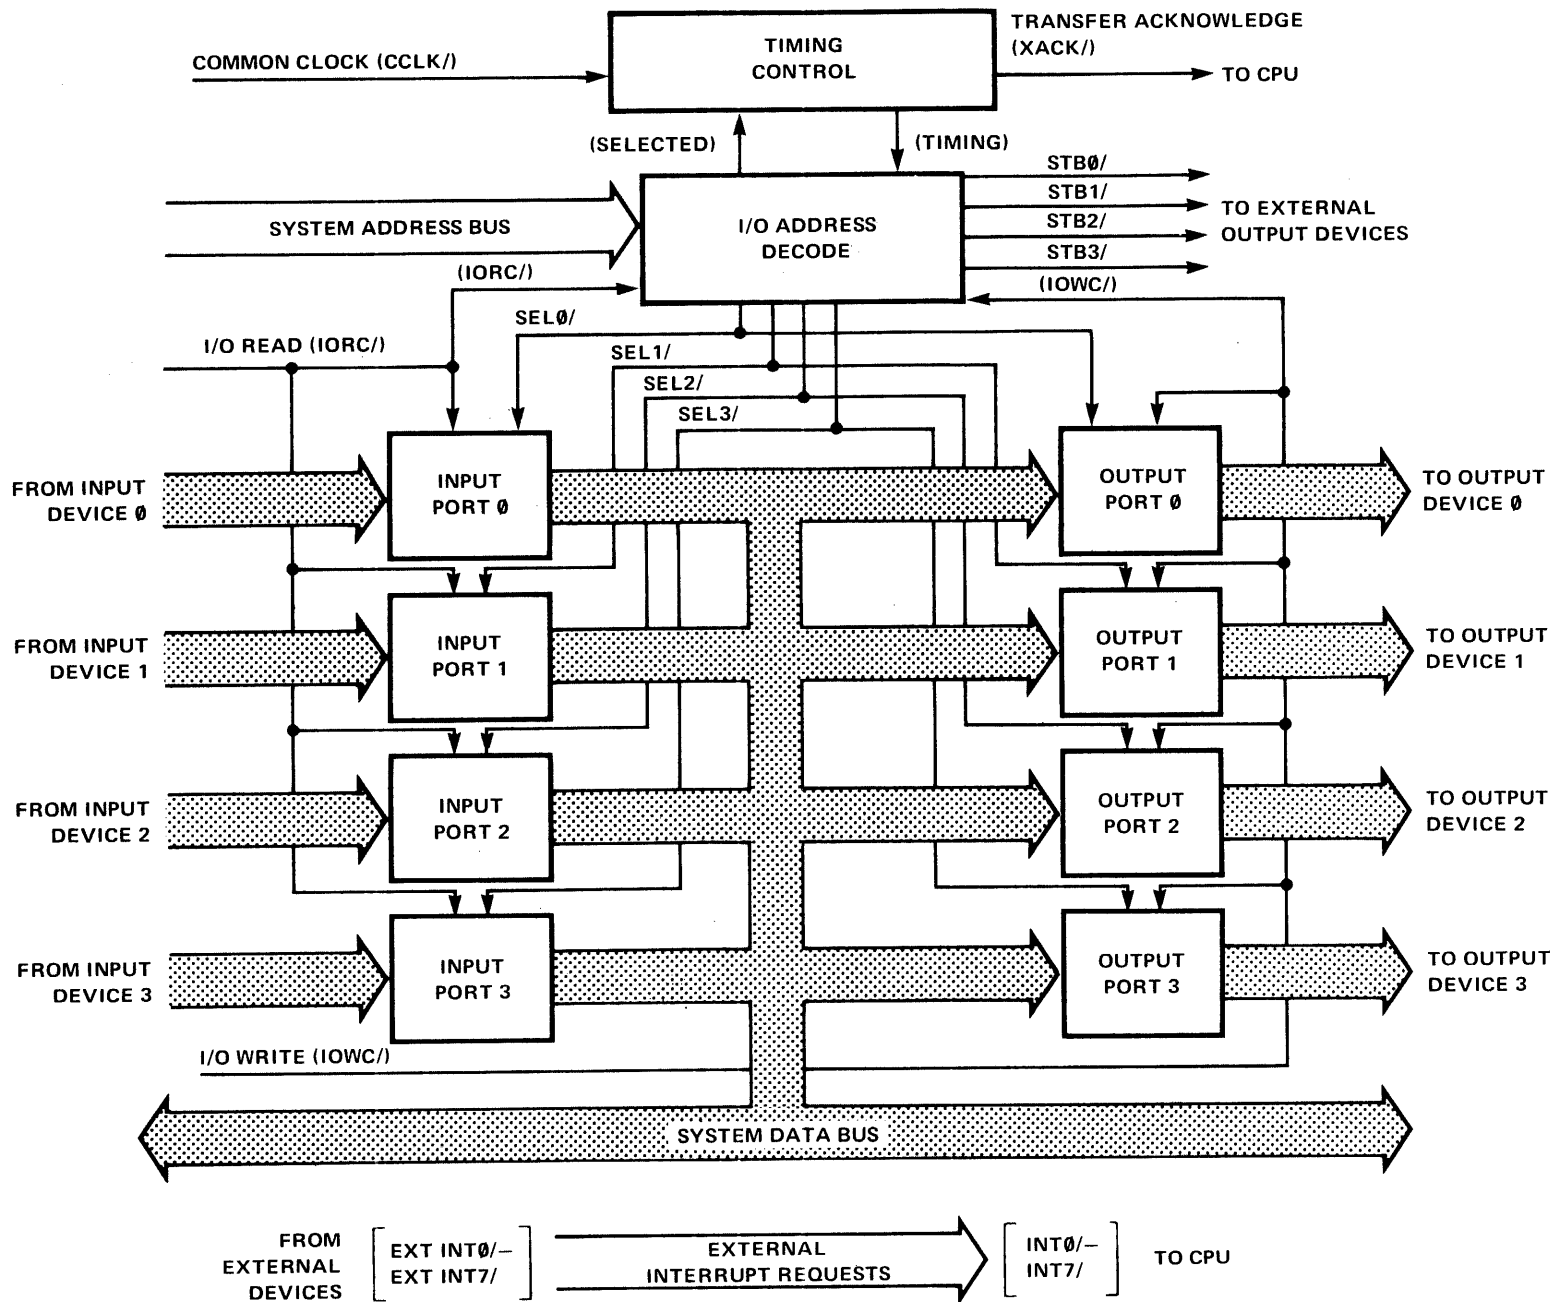 TRANSFER ACKNOWLEDGE
(XACK/)
TIMING
CONTROL
COMMON CLOCK (CCLK/)
TO CPU
(SELECTED)
(TIMING)
STBØ/
STB1/
STB2/
STB3/
TO EXTERNAL
OUTPUT DEVICES
SYSTEM ADDRESS BUS
I/O ADDRESS
DECODE
(IORC/)
(IOWC/)
SELØ/
I/O READ (IORC/)
SEL1/
SEL2/
SEL3/
FROM INPUT
DEVICE Ø
INPUT
PORT Ø
OUTPUT
PORT Ø
TO OUTPUT
DEVICE Ø
FROM INPUT
DEVICE 1
INPUT
PORT 1
OUTPUT
PORT 1
TO OUTPUT
DEVICE 1
FROM INPUT
DEVICE 2
INPUT
PORT 2
OUTPUT
PORT 2
TO OUTPUT
DEVICE 2
FROM INPUT
DEVICE 3
INPUT
PORT 3
OUTPUT
PORT 3
TO OUTPUT
DEVICE 3
I/O WRITE (IOWC/)
SYSTEM DATA BUS
FROM
EXTERNAL
DEVICES
EXT INTØ/–
EXT INT7/
EXTERNAL
INTERRUPT REQUESTS
INTØ/–
INT7/
TO CPU